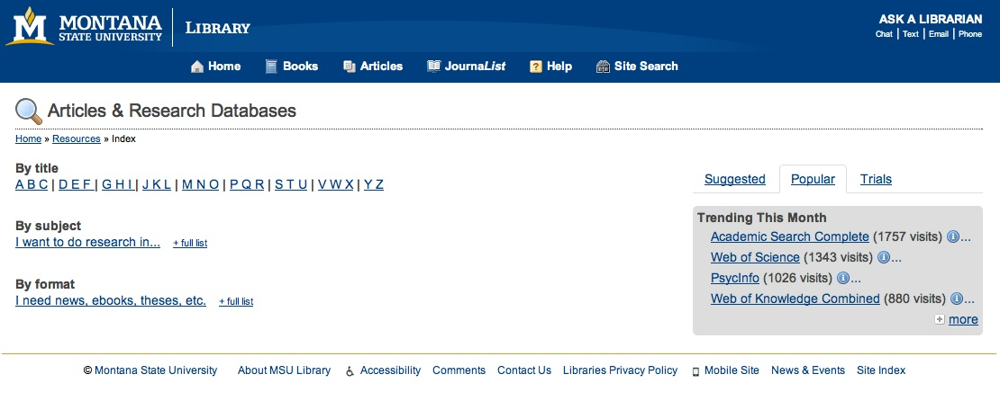 MONTANA
STATE UNIVERSITY
LIBRARY
ASK A LIBRARIAN
Chat | Text | Email | Phone
Home Books Articles JournaList Help Site Search
Articles & Research Databases
Home » Resources » Index
By title
A B C | D E F | G H I | J K L | M N O | P Q R | S T U | V W X | Y Z
By subject
I want to do research in... + full list
By format
I need news, ebooks, theses, etc. + full list
Suggested Popular Trials
Trending This Month
Academic Search Complete (1757 visits) i...
Web of Science (1343 visits) i...
PsycInfo (1026 visits) i...
Web of Knowledge Combined (880 visits) i...
+ more
© Montana State University About MSU Library Accessibility Comments Contact Us Libraries Privacy Policy Mobile Site News & Events Site Index